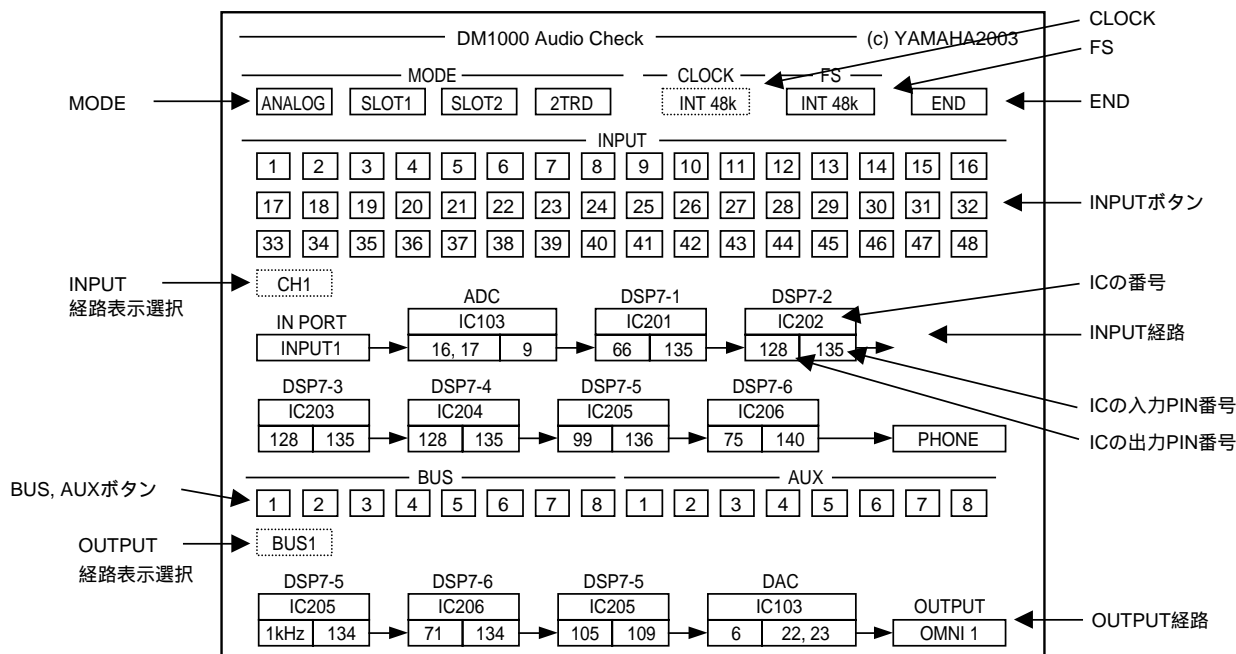 CLOCK
DM1000 Audio Check (c) YAMAHA2003
FS
MODE CLOCK FS
MODE ANALOG SLOT1 SLOT2 2TRD INT 48k INT 48k END END
INPUT
1 2 3 4 5 6 7 8 9 10 11 12 13 14 15 16
17 18 19 20 21 22 23 24 25 26 27 28 29 30 31 32 INPUTボタン
33 34 35 36 37 38 39 40 41 42 43 44 45 46 47 48
INPUT CH1 ICの番号
経路表示選択
ADC DSP7-1 DSP7-2
IN PORT IC103 IC201 IC202 INPUT経路
INPUT1 16, 17 9 66 135 128 135
DSP7-3 DSP7-4 DSP7-5 DSP7-6
IC203 IC204 IC205 IC206 ICの入力PIN番号
128 135 128 135 99 136 75 140 PHONE ICの出力PIN番号
BUS AUX
BUS, AUXボタン 1 2 3 4 5 6 7 8 1 2 3 4 5 6 7 8
OUTPUT BUS1
経路表示選択
DSP7-5 DSP7-6 DSP7-5 DAC
IC205 IC206 IC205 IC103 OUTPUT
1kHz 134 71 134 105 109 6 22, 23 OMNI 1 OUTPUT経路